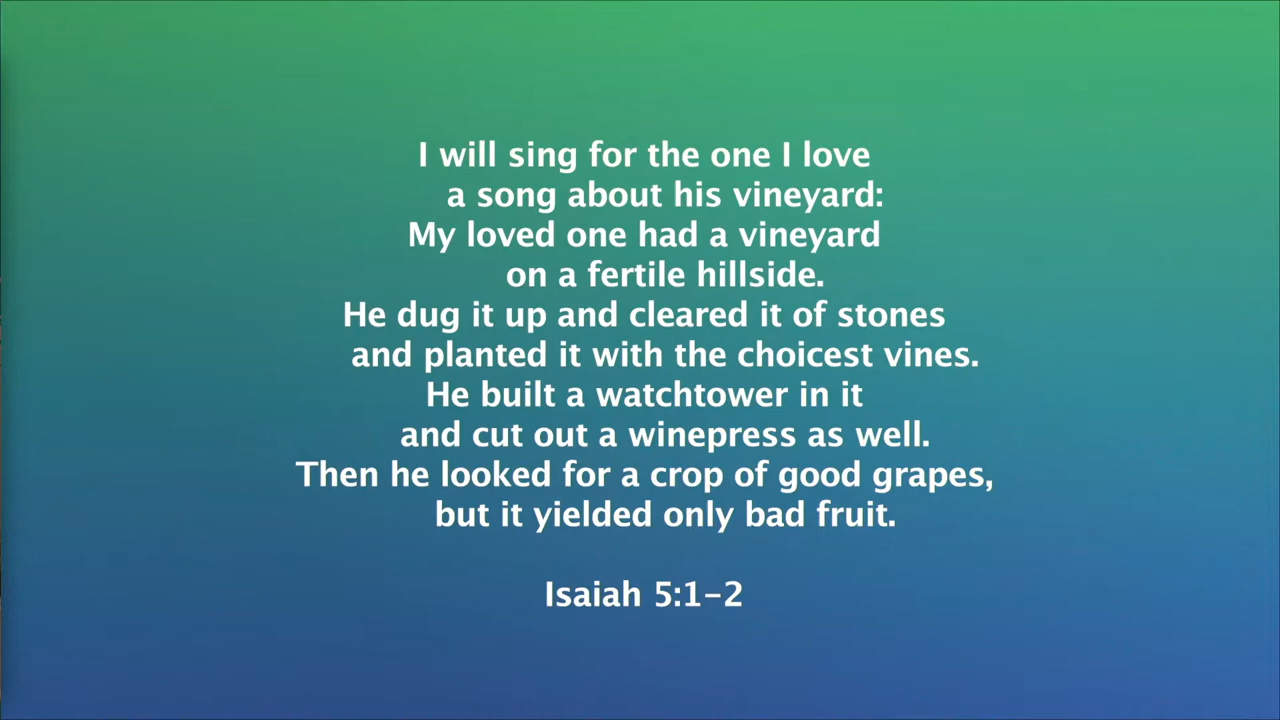 I will sing for the one I love
a song about his vineyard:
My loved one had a vineyard
on a fertile hillside.
He dug it up and cleared it of stones
and planted it with the choicest vines.
He built a watchtower in it
and cut out a winepress as well.
Then he looked for a crop of good grapes,
but it yielded only bad fruit.
Isaiah 5:1–2